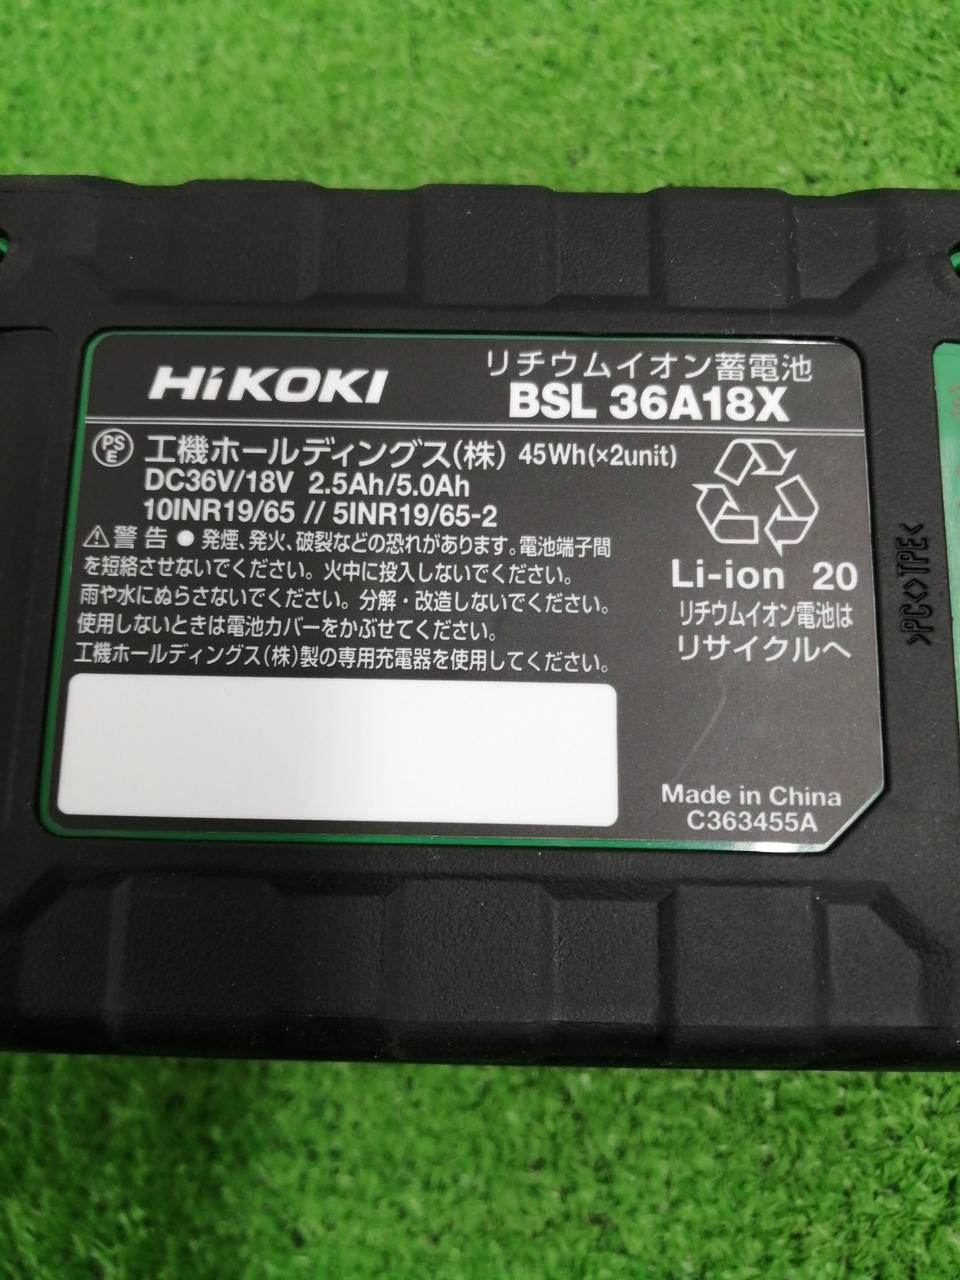 HiKOKI
リチウムイオン蓄電池
BSL 36A18X
PS E
工機ホールディングス(株) 45Wh(×2unit)
DC36V/18V 2.5Ah/5.0Ah
10INR19/65 // 5INR19/65-2
⚠警告 ● 発煙、発火、破裂などの恐れがあります。電池端子間
を短絡させないでください。火中に投入しないでください。
雨や水にぬらさないでください。分解・改造しないでください。
使用しないときは電池カバーをかぶせてください。
工機ホールディングス(株)製の専用充電器を使用してください。
Li-ion 20
リチウムイオン電池は
リサイクルへ
Made in China
C363455A
>PC<>TPE<